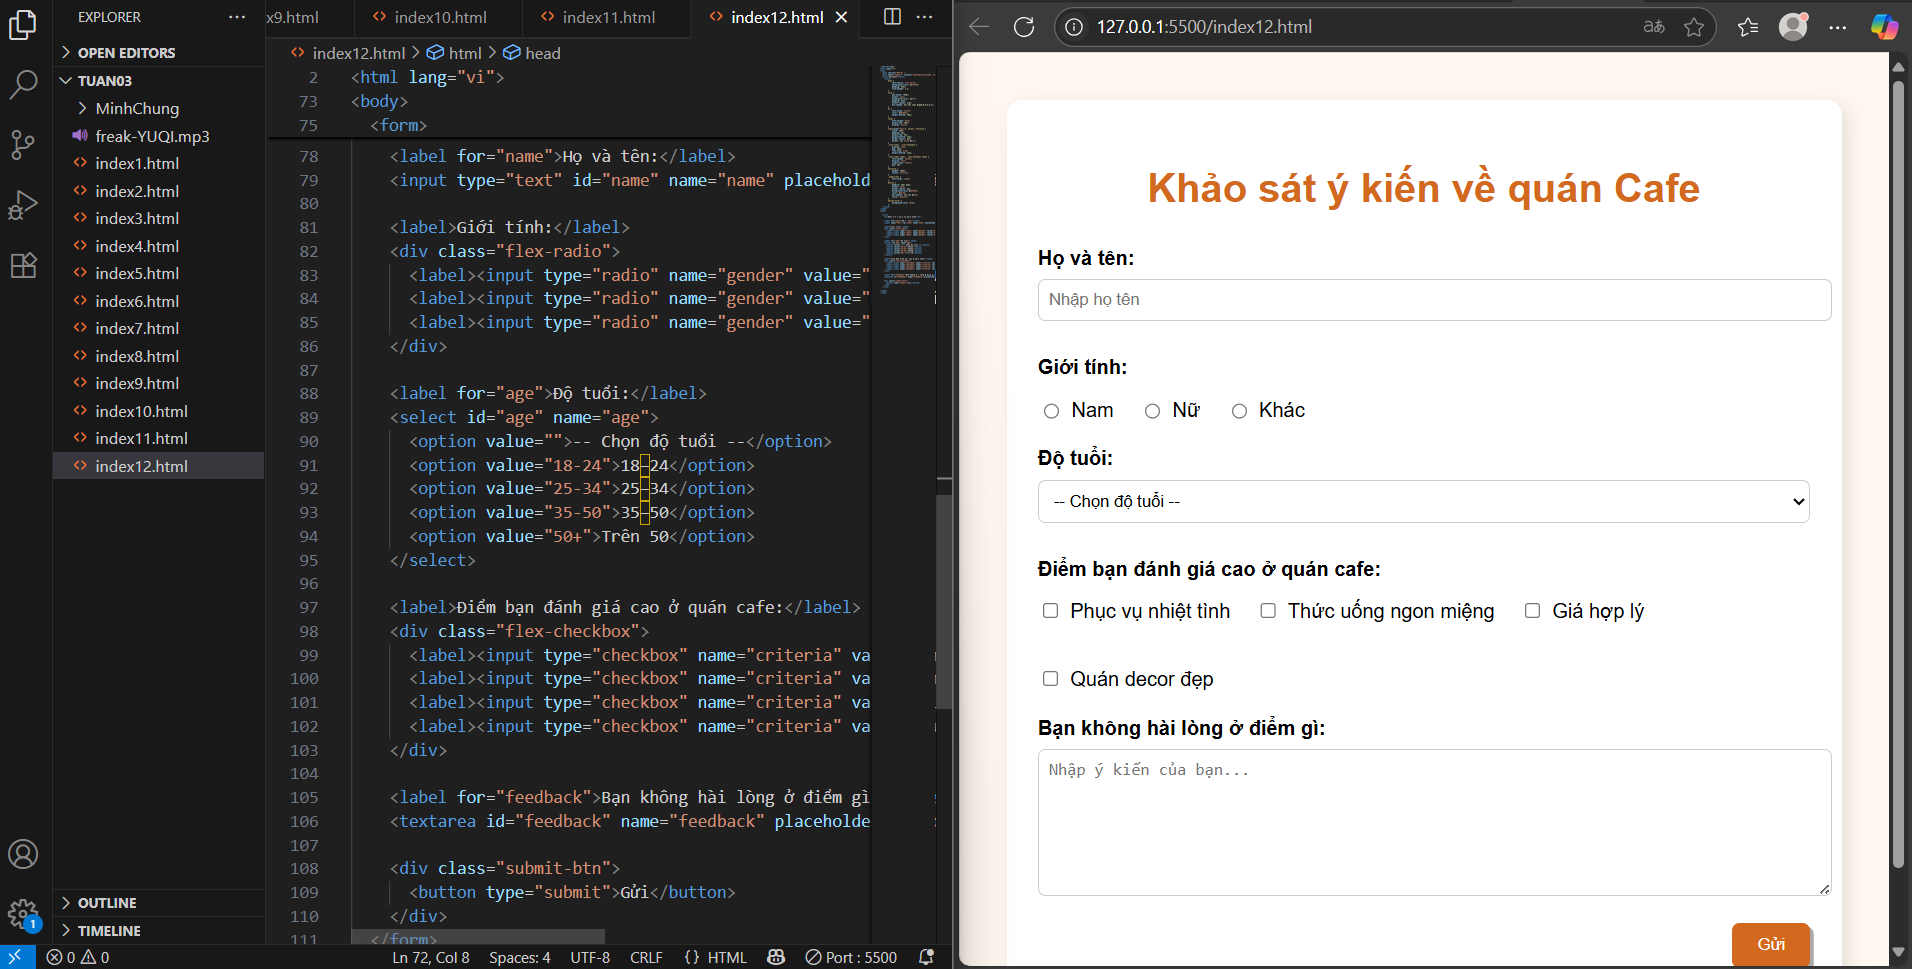 EXPLORER
OPEN EDITORS
TUAN03
MinhChung
freak-YUQI.mp3
index1.html
index2.html
index3.html
index4.html
index5.html
index6.html
index7.html
index8.html
index9.html
index10.html
index11.html
index12.html
OUTLINE
TIMELINE
x9.html
index10.html
index11.html
index12.html
index12.html > html > head
2 <html lang="vi">
73 <body>
75 <form>
78 <label for="name">Họ và tên:</label>
79 <input type="text" id="name" name="name" placehold
80
81 <label>Giới tính:</label>
82 <div class="flex-radio">
83 <label><input type="radio" name="gender" value="
84 <label><input type="radio" name="gender" value="
85 <label><input type="radio" name="gender" value="
86 </div>
87
88 <label for="age">Độ tuổi:</label>
89 <select id="age" name="age">
90 <option value="">-- Chọn độ tuổi --</option>
91 <option value="18-24">18–24</option>
92 <option value="25-34">25–34</option>
93 <option value="35-50">35–50</option>
94 <option value="50+">Trên 50</option>
95 </select>
96
97 <label>Điểm bạn đánh giá cao ở quán cafe:</label>
98 <div class="flex-checkbox">
99 <label><input type="checkbox" name="criteria" va
100 <label><input type="checkbox" name="criteria" va
101 <label><input type="checkbox" name="criteria" va
102 <label><input type="checkbox" name="criteria" va
103 </div>
104
105 <label for="feedback">Bạn không hài lòng ở điểm gì
106 <textarea id="feedback" name="feedback" placeholde
107
108 <div class="submit-btn">
109 <button type="submit">Gửi</button>
110 </div>
111 </form>
1
0 0
Ln 72, Col 8 Spaces: 4 UTF-8 CRLF {} HTML Port : 5500
127.0.0.1:5500/index12.html
Khảo sát ý kiến về quán Cafe
Họ và tên:
Nhập họ tên
Giới tính:
Nam Nữ Khác
Độ tuổi:
-- Chọn độ tuổi --
Điểm bạn đánh giá cao ở quán cafe:
Phục vụ nhiệt tình Thức uống ngon miệng Giá hợp lý
Quán decor đẹp
Bạn không hài lòng ở điểm gì:
Nhập ý kiến của bạn...
Gửi